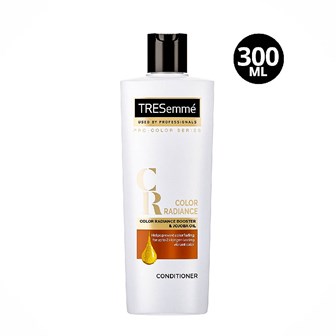 300
ML
TRESemmé
USED BY PROFESSIONALS
PRO COLOR SERIES
CR
COLOR
RADIANCE
COLOR RADIANCE BOOSTER
& JOJOBA OIL
CONDITIONER